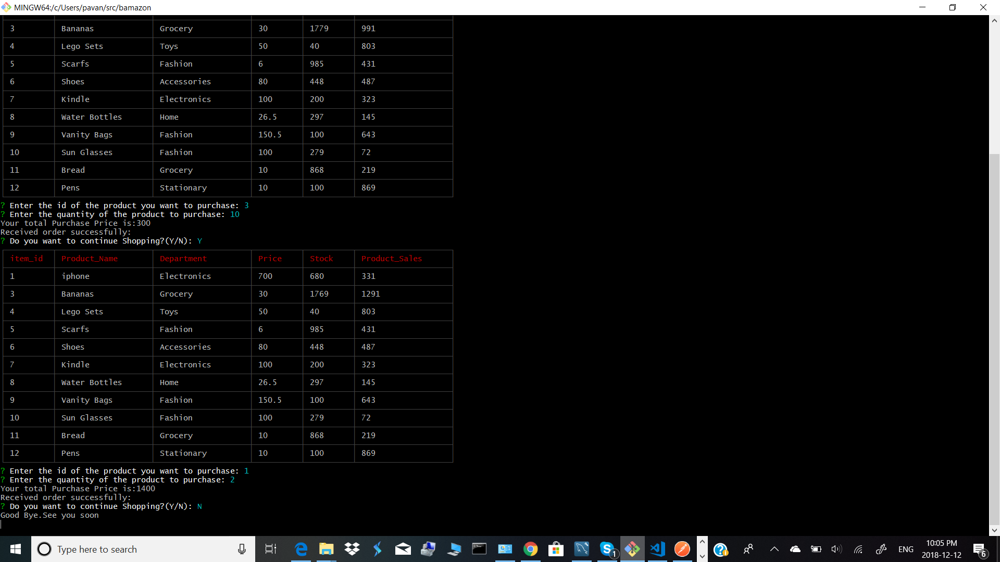 MINGW64:/c/Users/pavan/src/bamazon
3 Bananas Grocery 30 1779 991
4 Lego Sets Toys 50 40 803
5 Scarfs Fashion 6 985 431
6 Shoes Accessories 80 448 487
7 Kindle Electronics 100 200 323
8 Water Bottles Home 26.5 297 145
9 Vanity Bags Fashion 150.5 100 643
10 Sun Glasses Fashion 100 279 72
11 Bread Grocery 10 868 219
12 Pens Stationary 10 100 869
? Enter the id of the product you want to purchase: 3
? Enter the quantity of the product to purchase: 10
Your total Purchase Price is:300
Received order successfully:
? Do you want to continue Shopping?(Y/N): Y
item_id Product_Name Department Price Stock Product_Sales
1 iphone Electronics 700 680 331
3 Bananas Grocery 30 1769 1291
4 Lego Sets Toys 50 40 803
5 Scarfs Fashion 6 985 431
6 Shoes Accessories 80 448 487
7 Kindle Electronics 100 200 323
8 Water Bottles Home 26.5 297 145
9 Vanity Bags Fashion 150.5 100 643
10 Sun Glasses Fashion 100 279 72
11 Bread Grocery 10 868 219
12 Pens Stationary 10 100 869
? Enter the id of the product you want to purchase: 1
? Enter the quantity of the product to purchase: 2
Your total Purchase Price is:1400
Received order successfully:
? Do you want to continue Shopping?(Y/N): N
Good Bye.See you soon
Type here to search
1
ENG
10:05 PM
2018-12-12
6